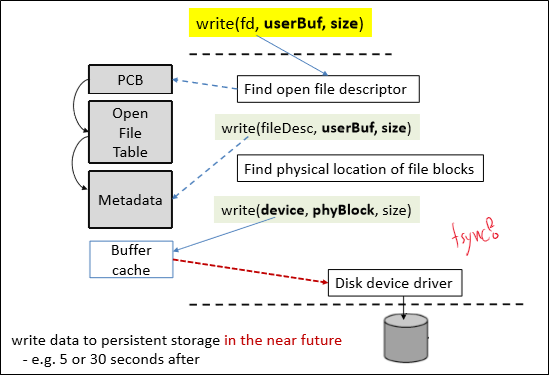 write(fd, userBuf, size)
PCB
Find open file descriptor
Open
File
Table
write(fileDesc, userBuf, size)
Find physical location of file blocks
Metadata
write(device, phyBlock, size)
fsync?
Buffer
cache
Disk device driver
write data to persistent storage in the near future
- e.g. 5 or 30 seconds after